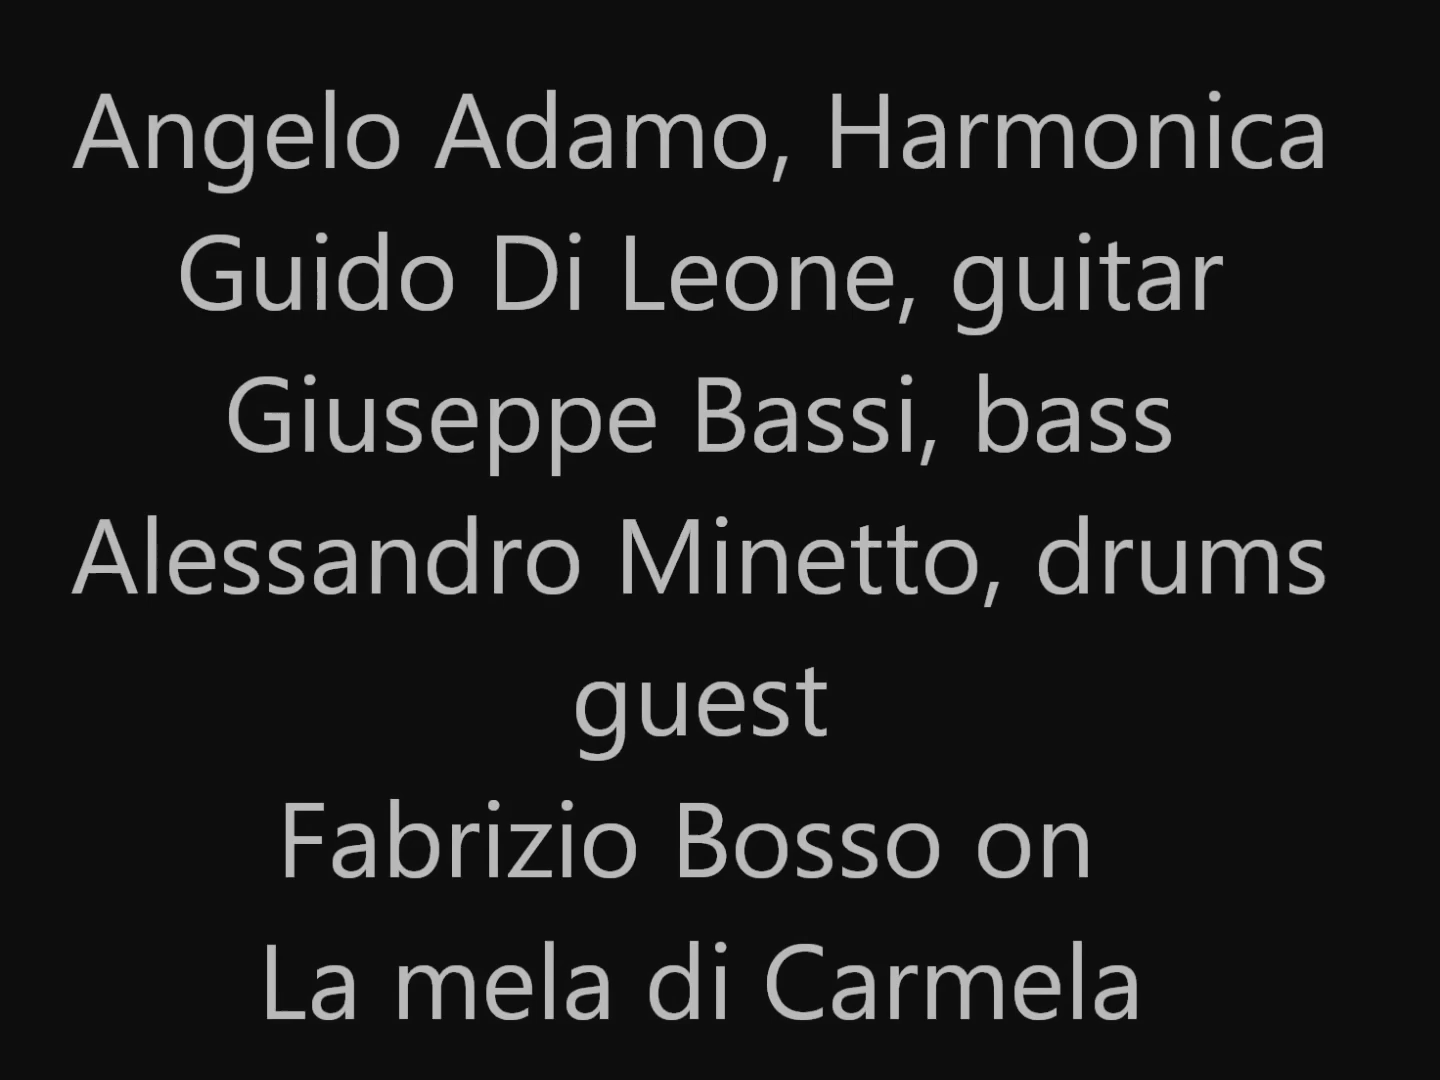 Angelo Adamo, Harmonica
Guido Di Leone, guitar
Giuseppe Bassi, bass
Alessandro Minetto, drums
guest
Fabrizio Bosso on
La mela di Carmela